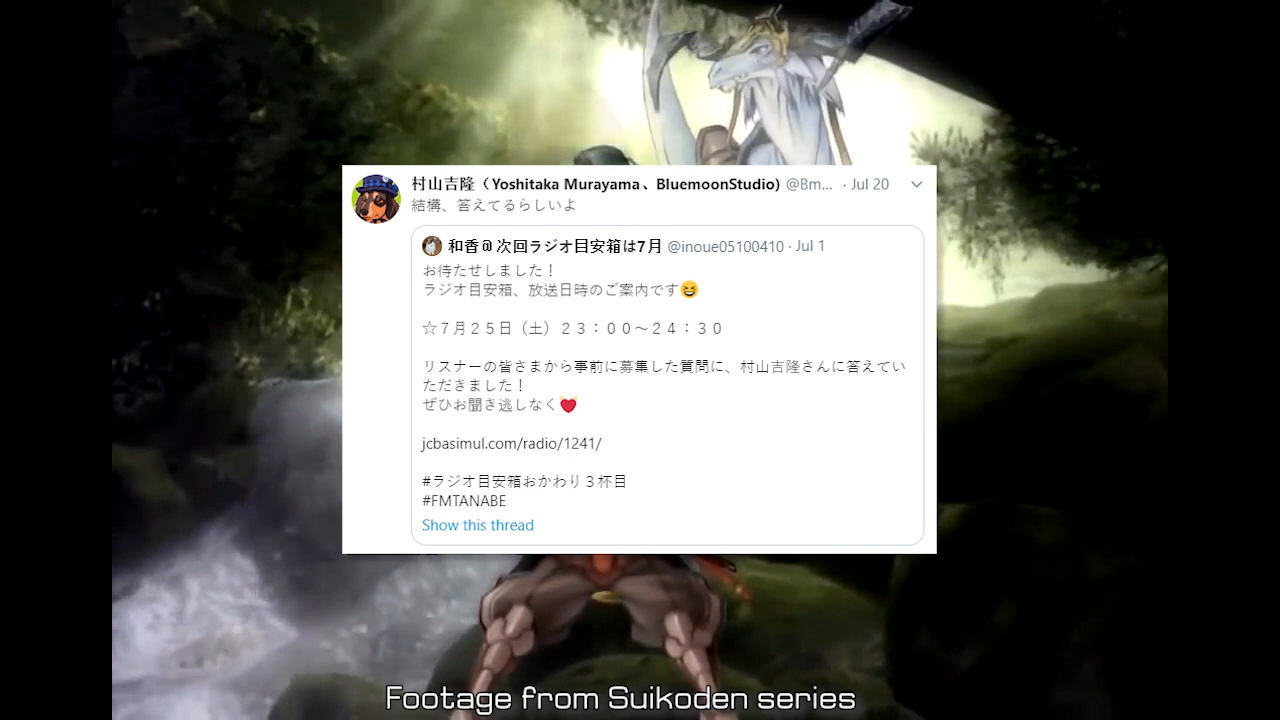 村山吉隆（Yoshitaka Murayama、BluemoonStudio) @Bm... · Jul 20
結構、答えてるらしいよ
和香@次回ラジオ目安箱は7月 @inoue05100410 · Jul 1
お待たせしました！
ラジオ目安箱、放送日時のご案内です😆
☆７月２５日（土）２３：００～２４：３０
リスナーの皆さまから事前に募集した質問に、村山吉隆さんに答えてい
ただきました！
ぜひお聞き逃しなく💓
jcbasimul.com/radio/1241/
#ラジオ目安箱おかわり３杯目
#FMTANABE
Show this thread
Footage from Suikoden series